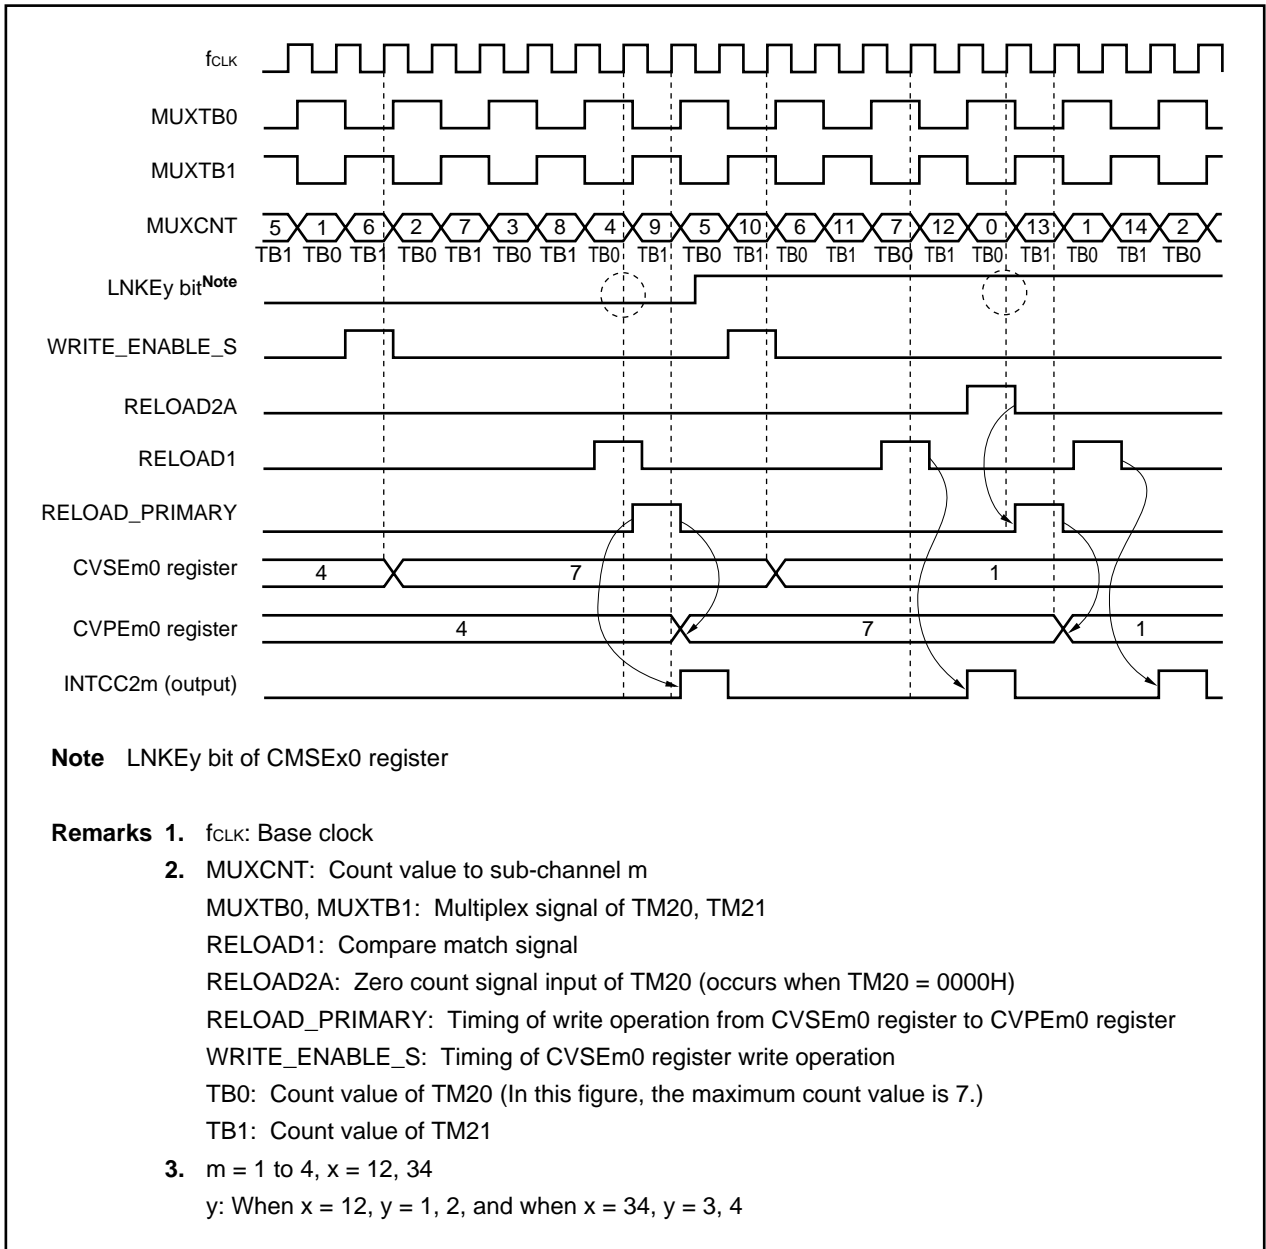 fCLK
MUXTB0
MUXTB1
MUXCNT 5 1 6 2 7 3 8 4 9 5 10 6 11 7 12 0 13 1 14 2
TB1 TB0 TB1 TB0 TB1 TB0 TB1 TB0 TB1 TB0 TB1 TB0 TB1 TB0 TB1 TB0 TB1 TB0 TB1 TB0
LNKEy bitNote
WRITE_ENABLE_S
RELOAD2A
RELOAD1
RELOAD_PRIMARY
CVSEm0 register 4 7 1
CVPEm0 register 4 7 1
INTCC2m (output)
Note LNKEy bit of CMSEx0 register
Remarks 1. fCLK: Base clock
2. MUXCNT: Count value to sub-channel m
MUXTB0, MUXTB1: Multiplex signal of TM20, TM21
RELOAD1: Compare match signal
RELOAD2A: Zero count signal input of TM20 (occurs when TM20 = 0000H)
RELOAD_PRIMARY: Timing of write operation from CVSEm0 register to CVPEm0 register
WRITE_ENABLE_S: Timing of CVSEm0 register write operation
TB0: Count value of TM20 (In this figure, the maximum count value is 7.)
TB1: Count value of TM21
3. m = 1 to 4, x = 12, 34
y: When x = 12, y = 1, 2, and when x = 34, y = 3, 4